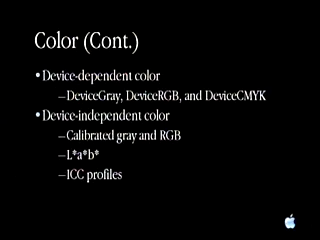 Color (Cont.)
• Device-dependent color
– DeviceGray, DeviceRGB, and DeviceCMYK
• Device-independent color
– Calibrated gray and RGB
– L*a*b*
– ICC profiles